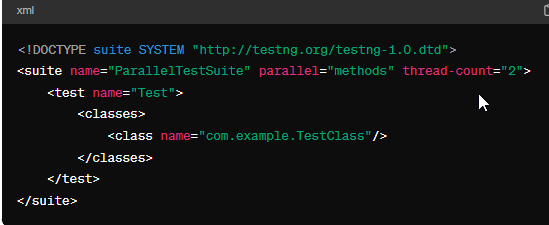 xml
<!DOCTYPE suite SYSTEM "http://testng.org/testng-1.0.dtd">
<suite name="ParallelTestSuite" parallel="methods" thread-count="2">
    <test name="Test">
        <classes>
            <class name="com.example.TestClass"/>
        </classes>
    </test>
</suite>